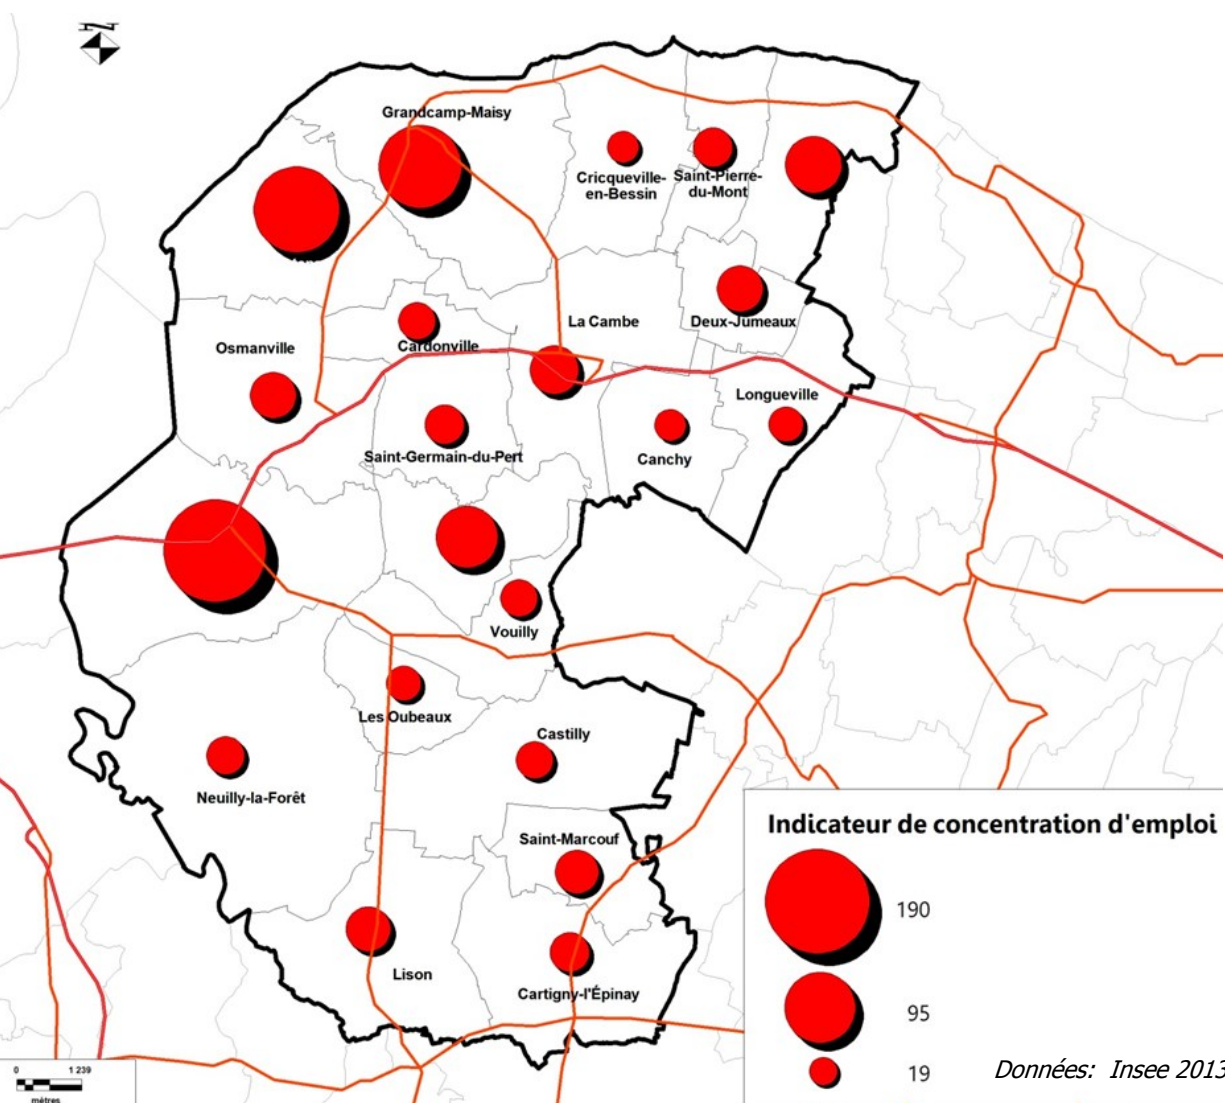 N
Grandcamp-Maisy
Cricqueville-
en-Bessin
Saint-Pierre-
du-Mont
La Cambe
Deux-Jumeaux
Osmanville
Cardonville
Longueville
Saint-Germain-du-Pert
Canchy
Vouilly
Les Oubeaux
Castilly
Neuilly-la-Forêt
Saint-Marcouf
Lison
Cartigny-l'Épinay
Indicateur de concentration d'emploi
190
95
19
Données: Insee 2013
0 1 239
mètres